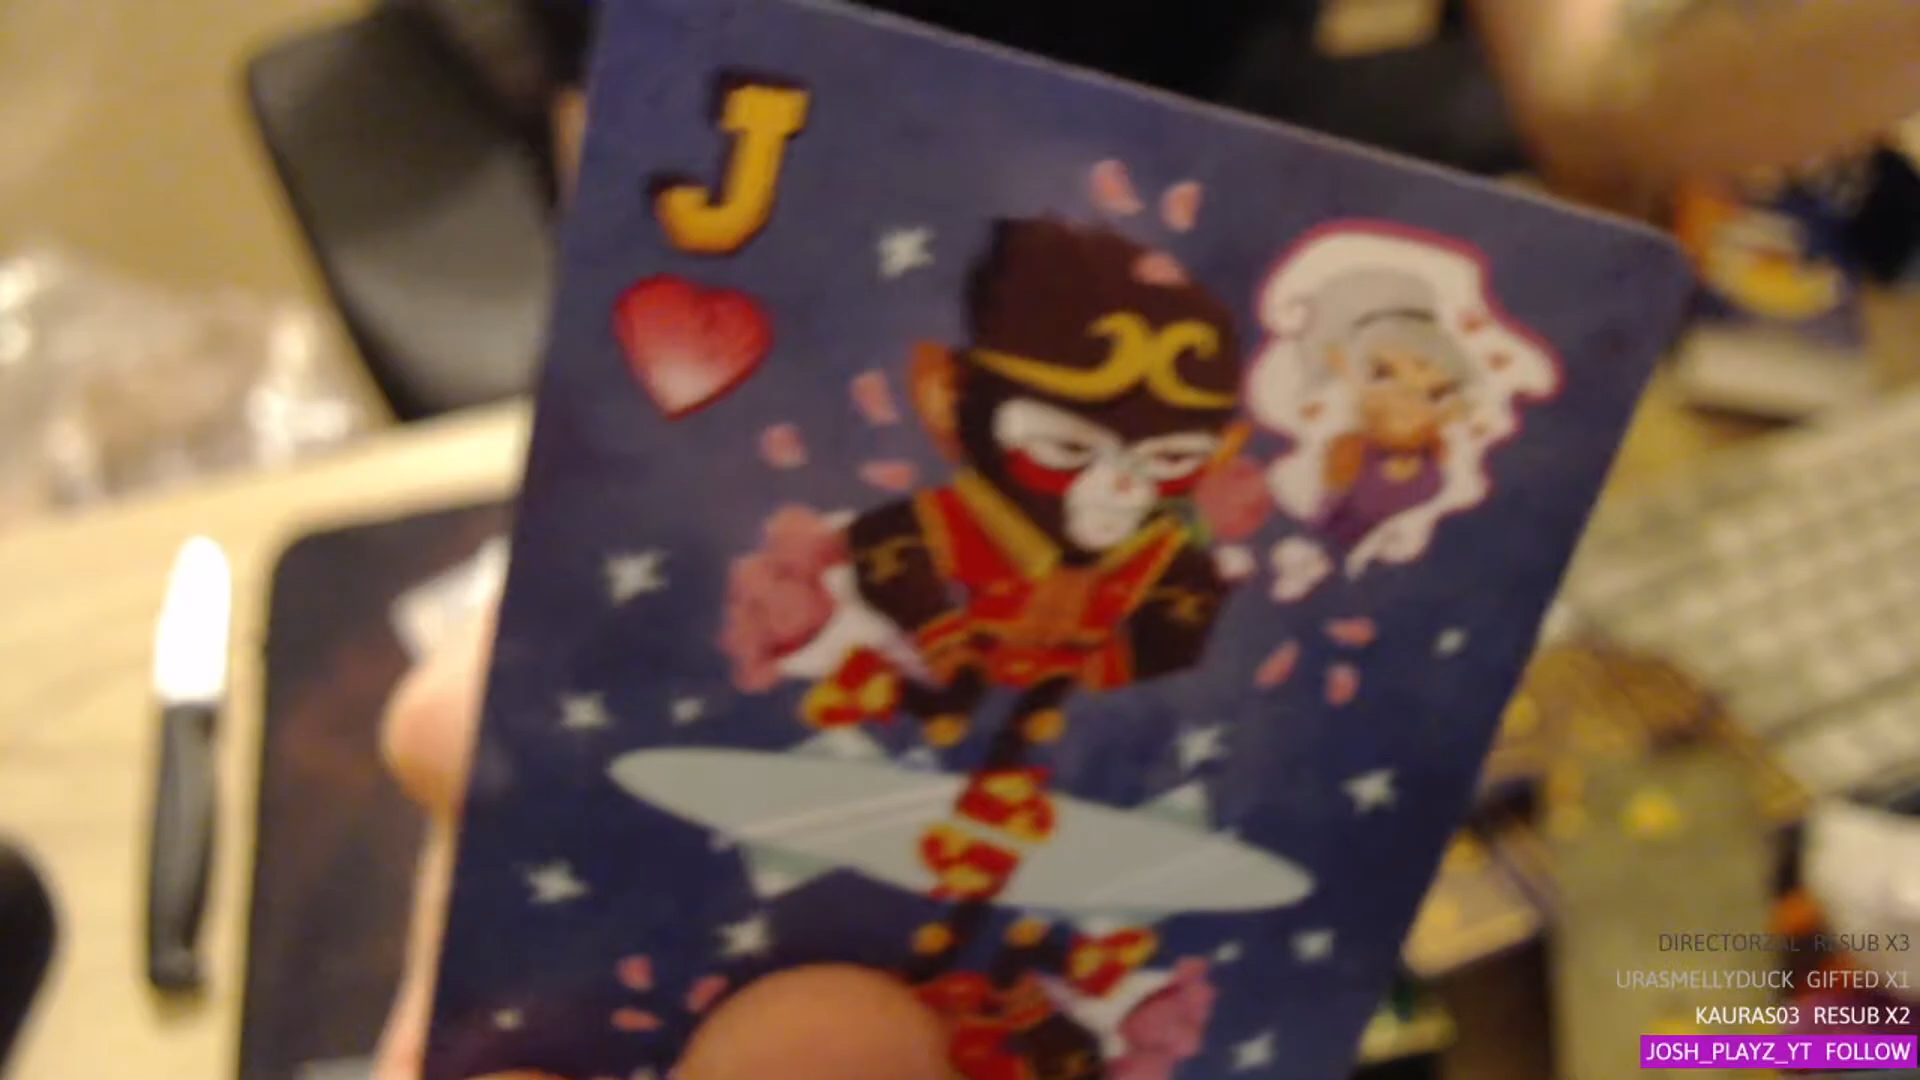 J
DIRECTORZAL RESUB X3
URASMELLYDUCK GIFTED X1
KAURAS03 RESUB X2
JOSH_PLAYZ_YT FOLLOW